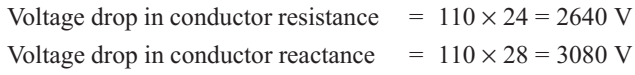 Voltage drop in conductor resistance = 110 × 24 = 2640 V
Voltage drop in conductor reactance = 110 × 28 = 3080 V